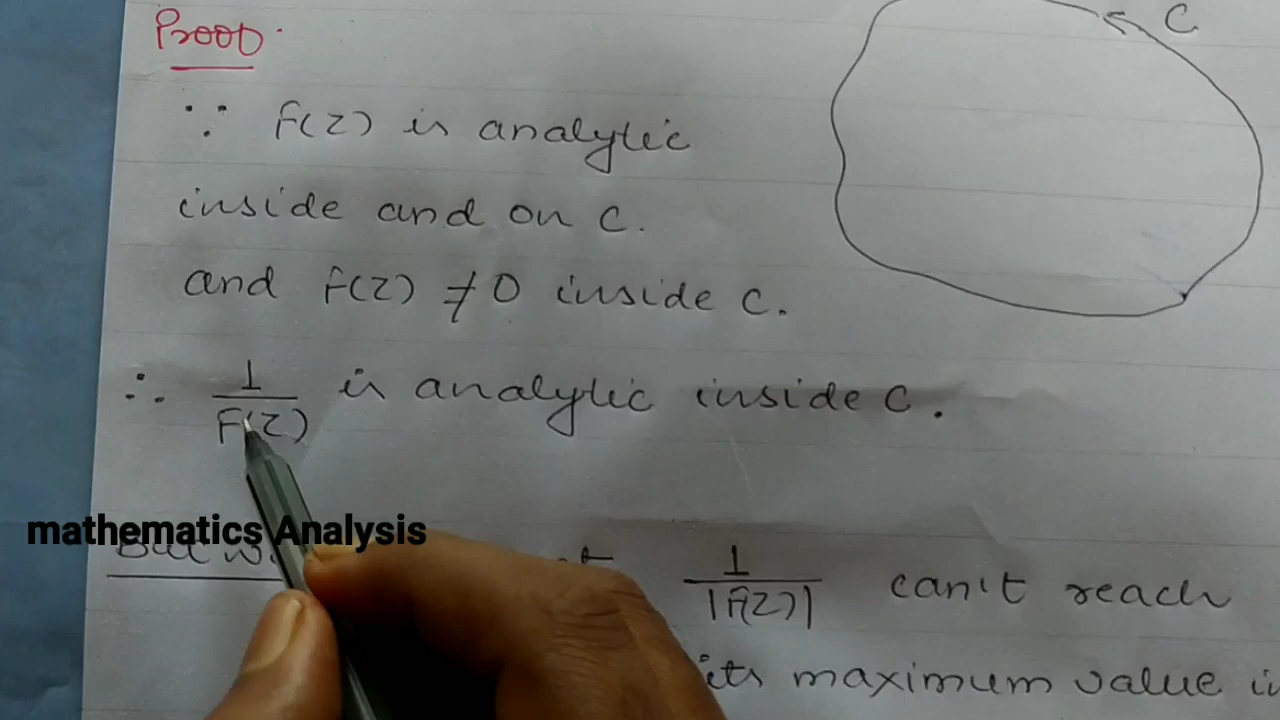 Proof.
C
∵ F(z) is analytic
inside and on C.
and F(z) ≠ 0 inside C.
∴ 1/F(z) is analytic inside C.
mathematics Analysis
1/|F(z)| can't reach
its maximum value in